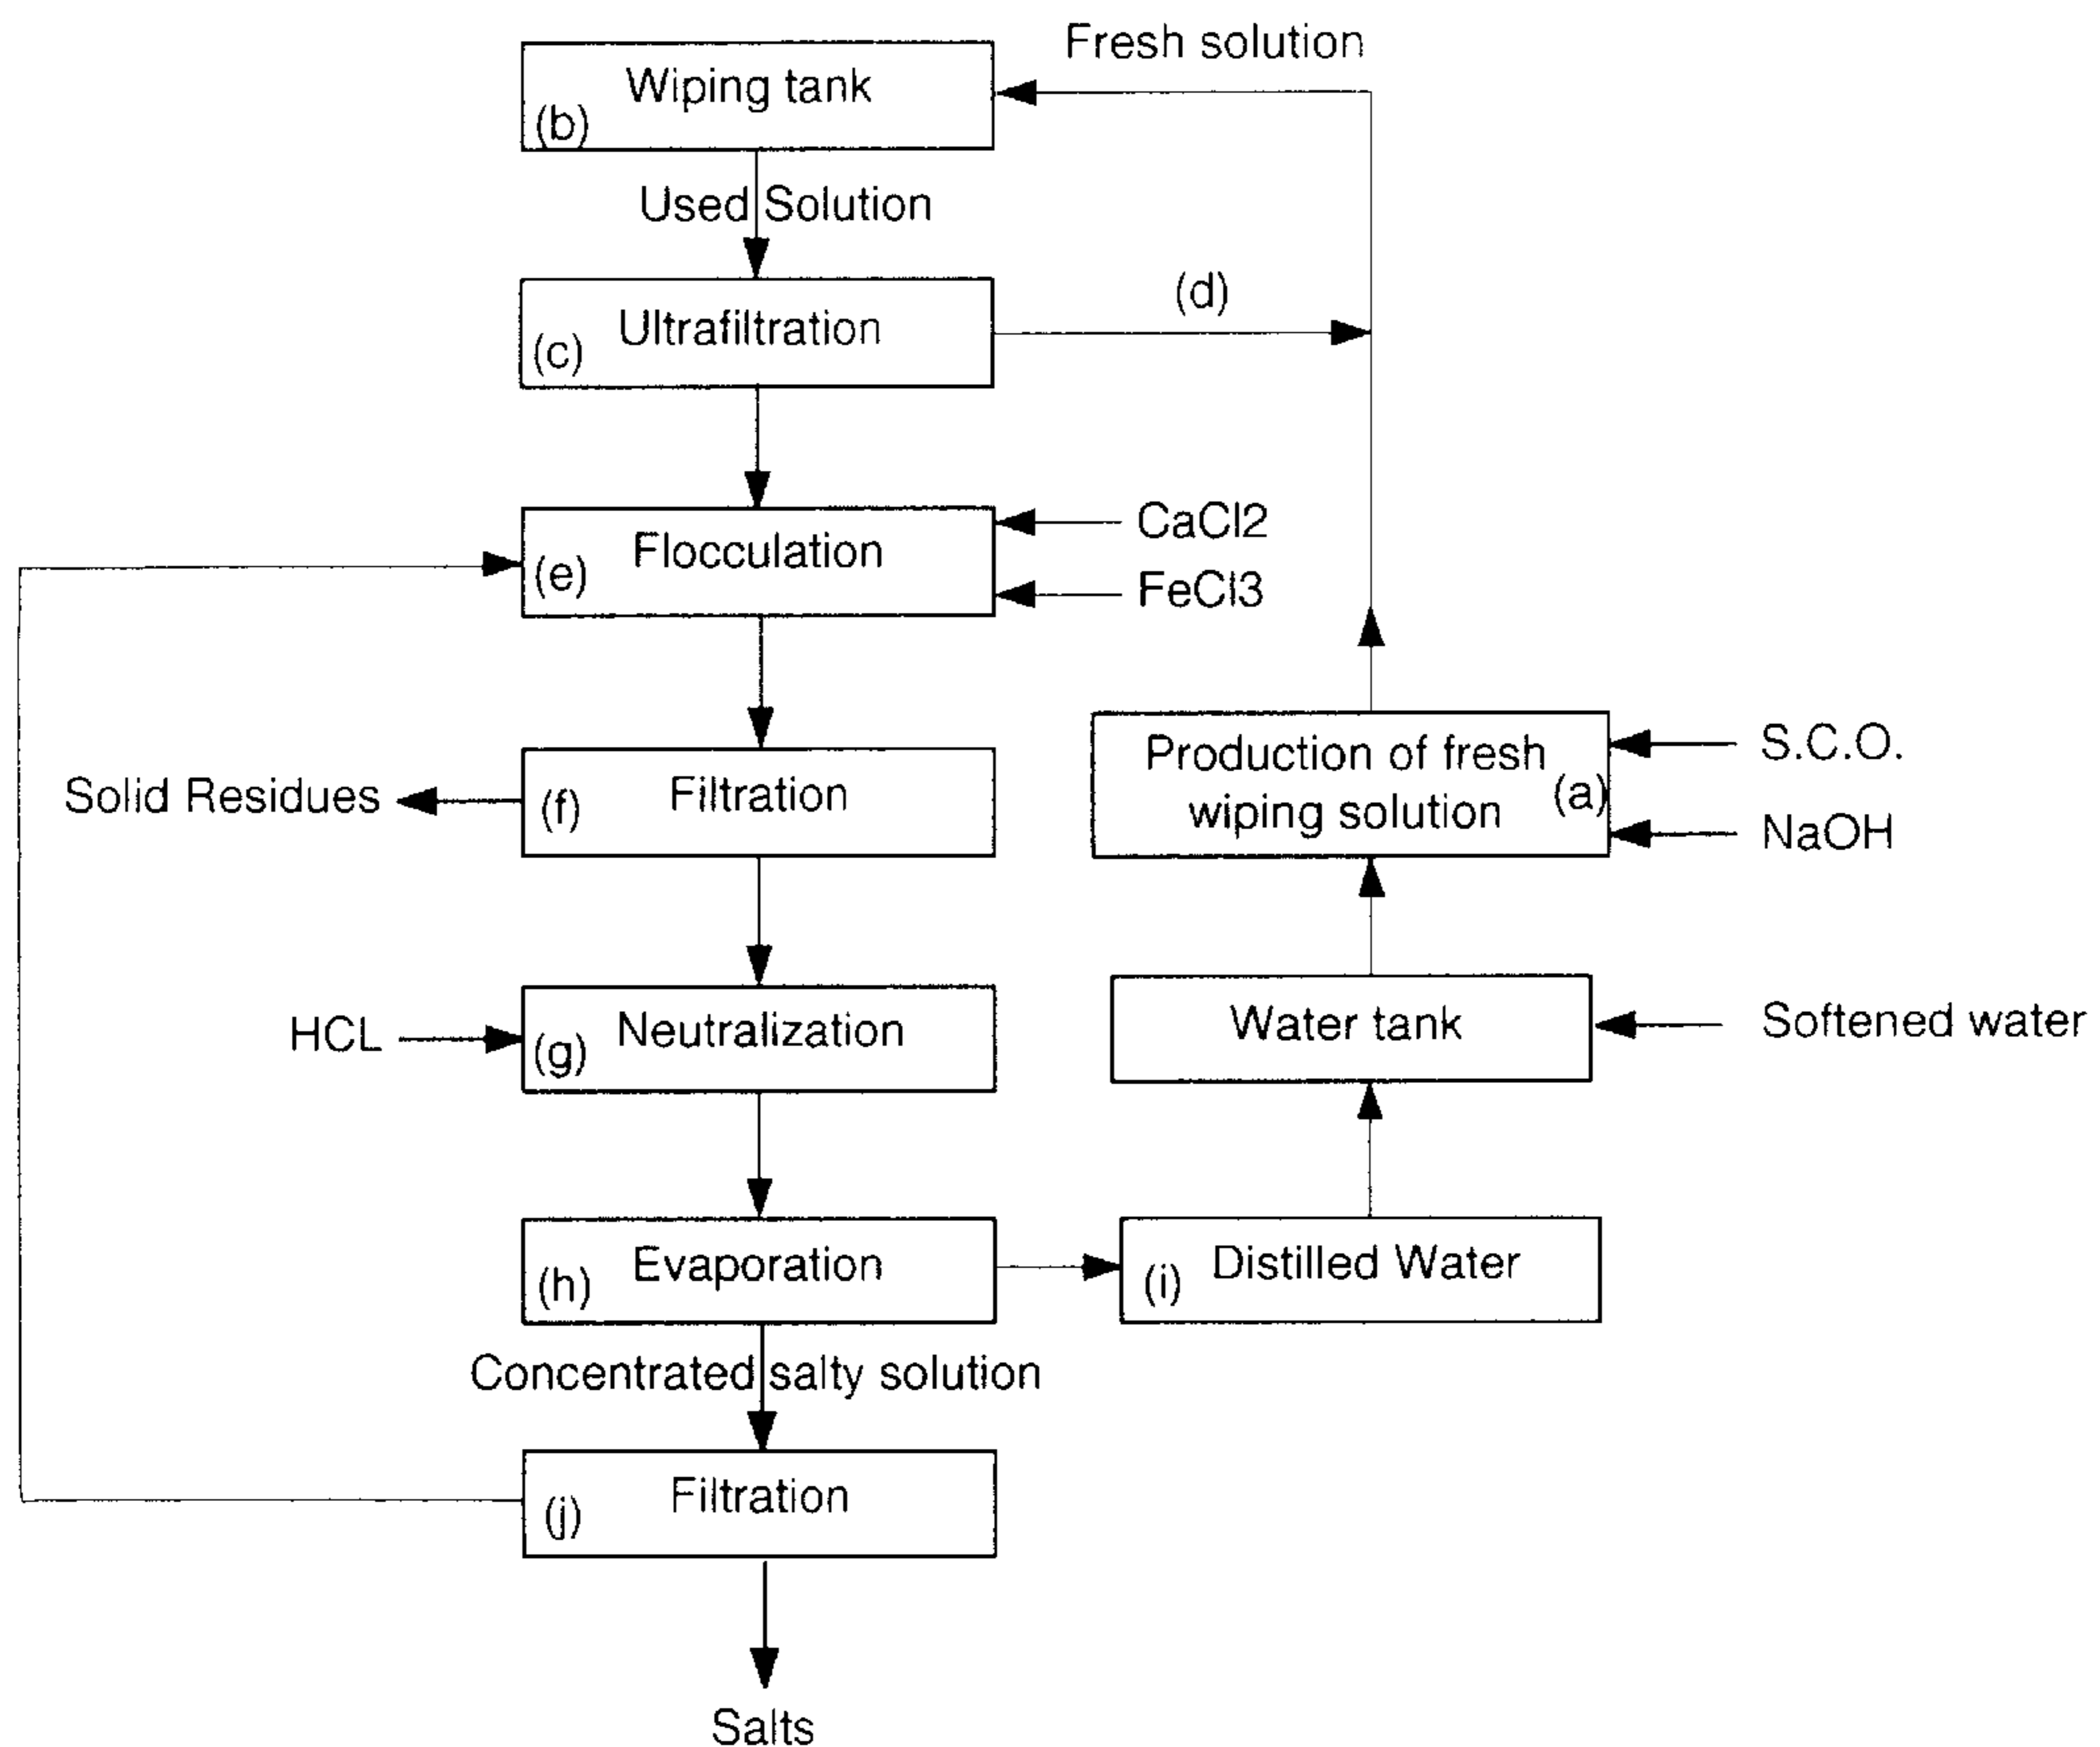 Fresh solution
Wiping tank
(b)
Used Solution
(d)
Ultrafiltration
(c)
CaCl2
Flocculation
(e)
FeCl3
S.C.O.
Production of fresh
wiping solution
(a)
NaOH
Solid Residues
Filtration
(f)
HCL
Neutralization
(g)
Water tank
Softened water
Evaporation
(h)
Distilled Water
(i)
Concentrated salty solution
Filtration
(j)
Salts